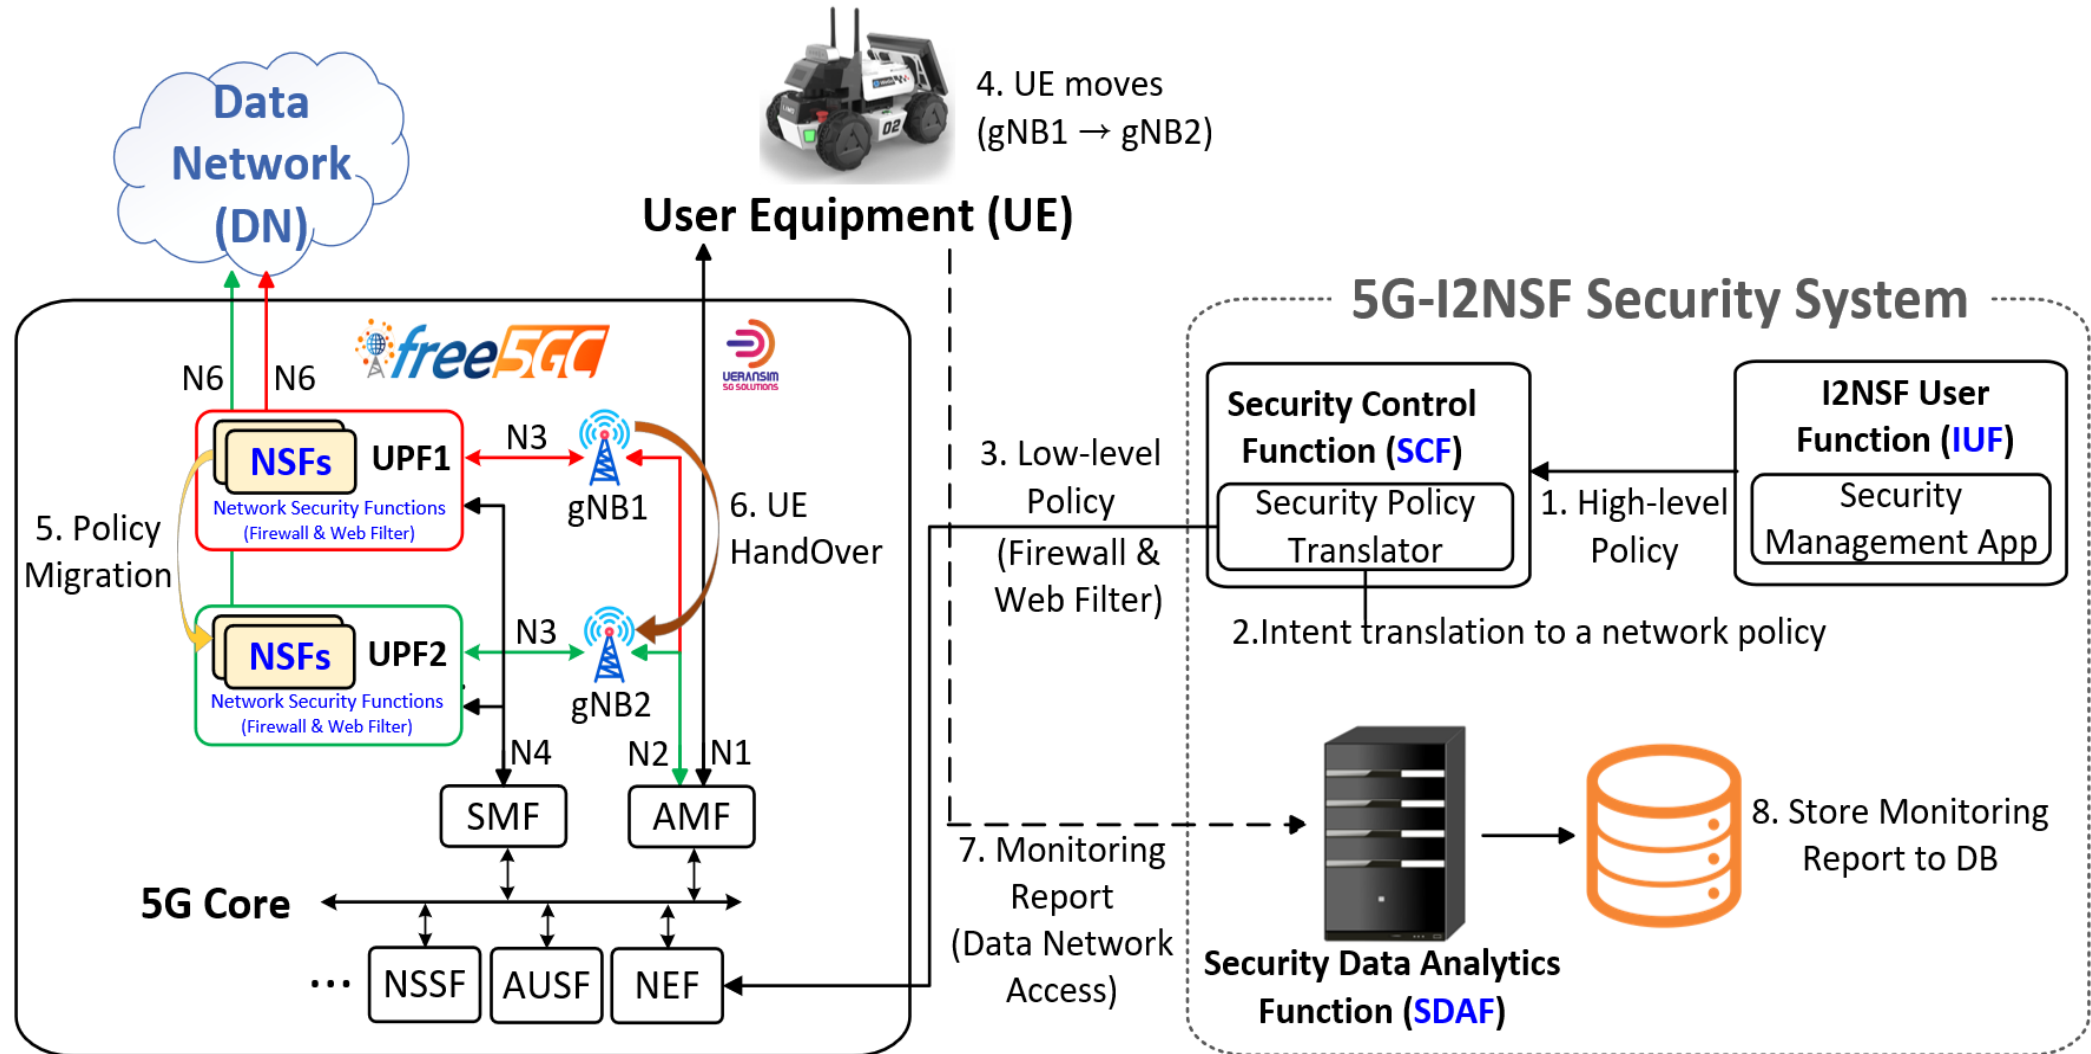 Data
Network
(DN)
4. UE moves
(gNB1 → gNB2)
User Equipment (UE)
02
5G-I2NSF Security System
free5GC
UERANSIM
5G SOLUTIONS
N6
N6
NSFs
UPF1
Network Security Functions
(Firewall & Web Filter)
N3
gNB1
5. Policy
Migration
6. UE
HandOver
NSFs
UPF2
Network Security Functions
(Firewall & Web Filter)
N3
gNB2
N4
N2
N1
SMF
AMF
5G Core
...
NSSF
AUSF
NEF
3. Low-level
Policy
(Firewall &
Web Filter)
Security Control
Function (SCF)
Security Policy
Translator
1. High-level
Policy
I2NSF User
Function (IUF)
Security
Management App
2.Intent translation to a network policy
7. Monitoring
Report
(Data Network
Access)
Security Data Analytics
Function (SDAF)
8. Store Monitoring
Report to DB